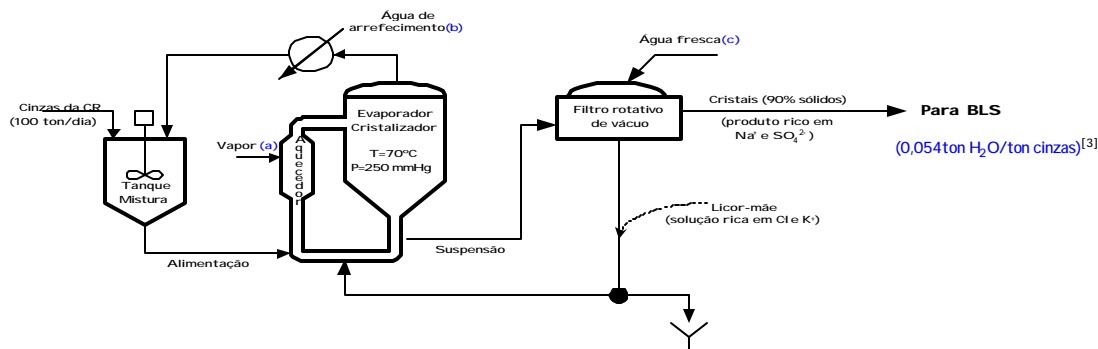 Água de
arrefecimento(b)
Água fresca(c)
Cinzas da CR
(100 ton/dia)
Evaporador
Cristalizador
T=70ºC
P=250 mmHg
Filtro rotativo
de vácuo
Cristais (90% sólidos)
(produto rico em
Na⁺ e SO₄²⁻)
Para BLS
(0,054ton H₂O/ton cinzas)[3]
Vapor (a)
Aquecedor
Tanque
Mistura
Licor-mãe
(solução rica em Cl e K⁺)
Suspensão
Alimentação